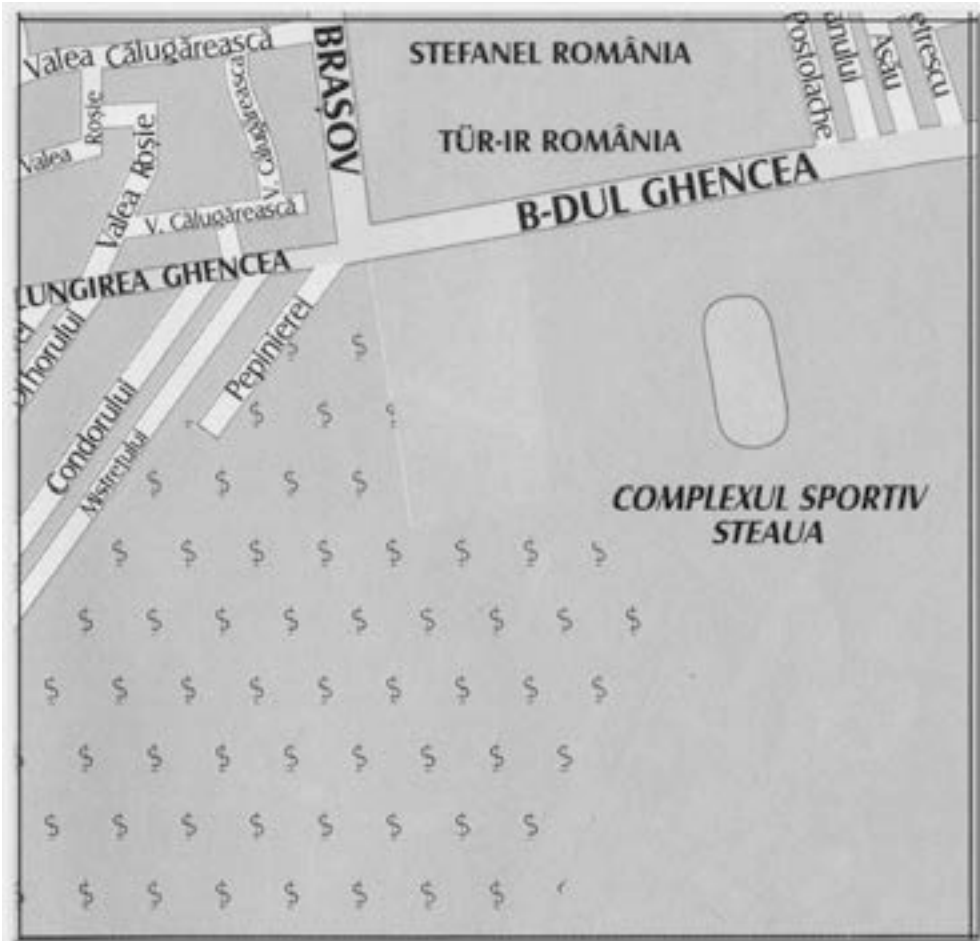 Valea Călugărească
BRAȘOV
STEFANEL ROMÂNIA
TÜR-IR ROMÂNIA
Postolache
Asău
Roșie
Valea
Valea Roșie
V. Călugărească
V. Călugărească
B-DUL GHENCEA
LUNGIREA GHENCEA
Pepinierei
Condorului
Mistrețului
COMPLEXUL SPORTIV
STEAUA